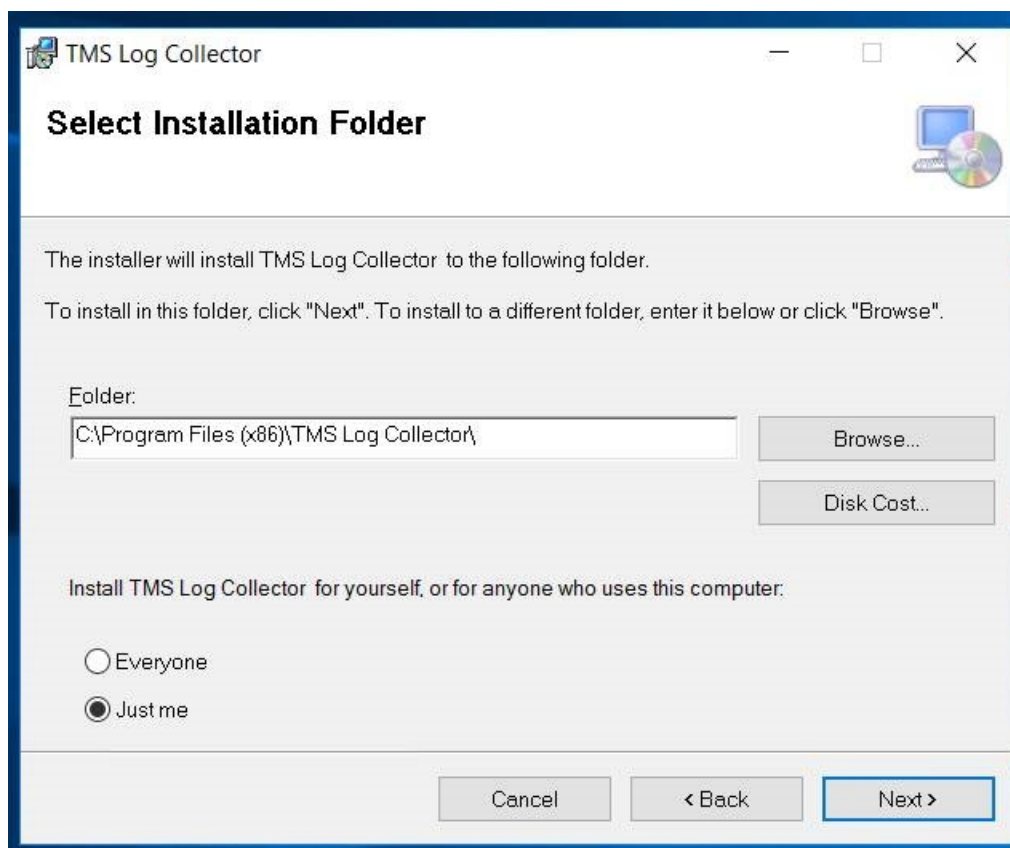 TMS Log Collector
Select Installation Folder
The installer will install TMS Log Collector to the following folder.
To install in this folder, click "Next". To install to a different folder, enter it below or click "Browse".
Folder:
C:\Program Files (x86)\TMS Log Collector\
Browse...
Disk Cost...
Install TMS Log Collector for yourself, or for anyone who uses this computer:
Everyone
Just me
Cancel
< Back
Next >